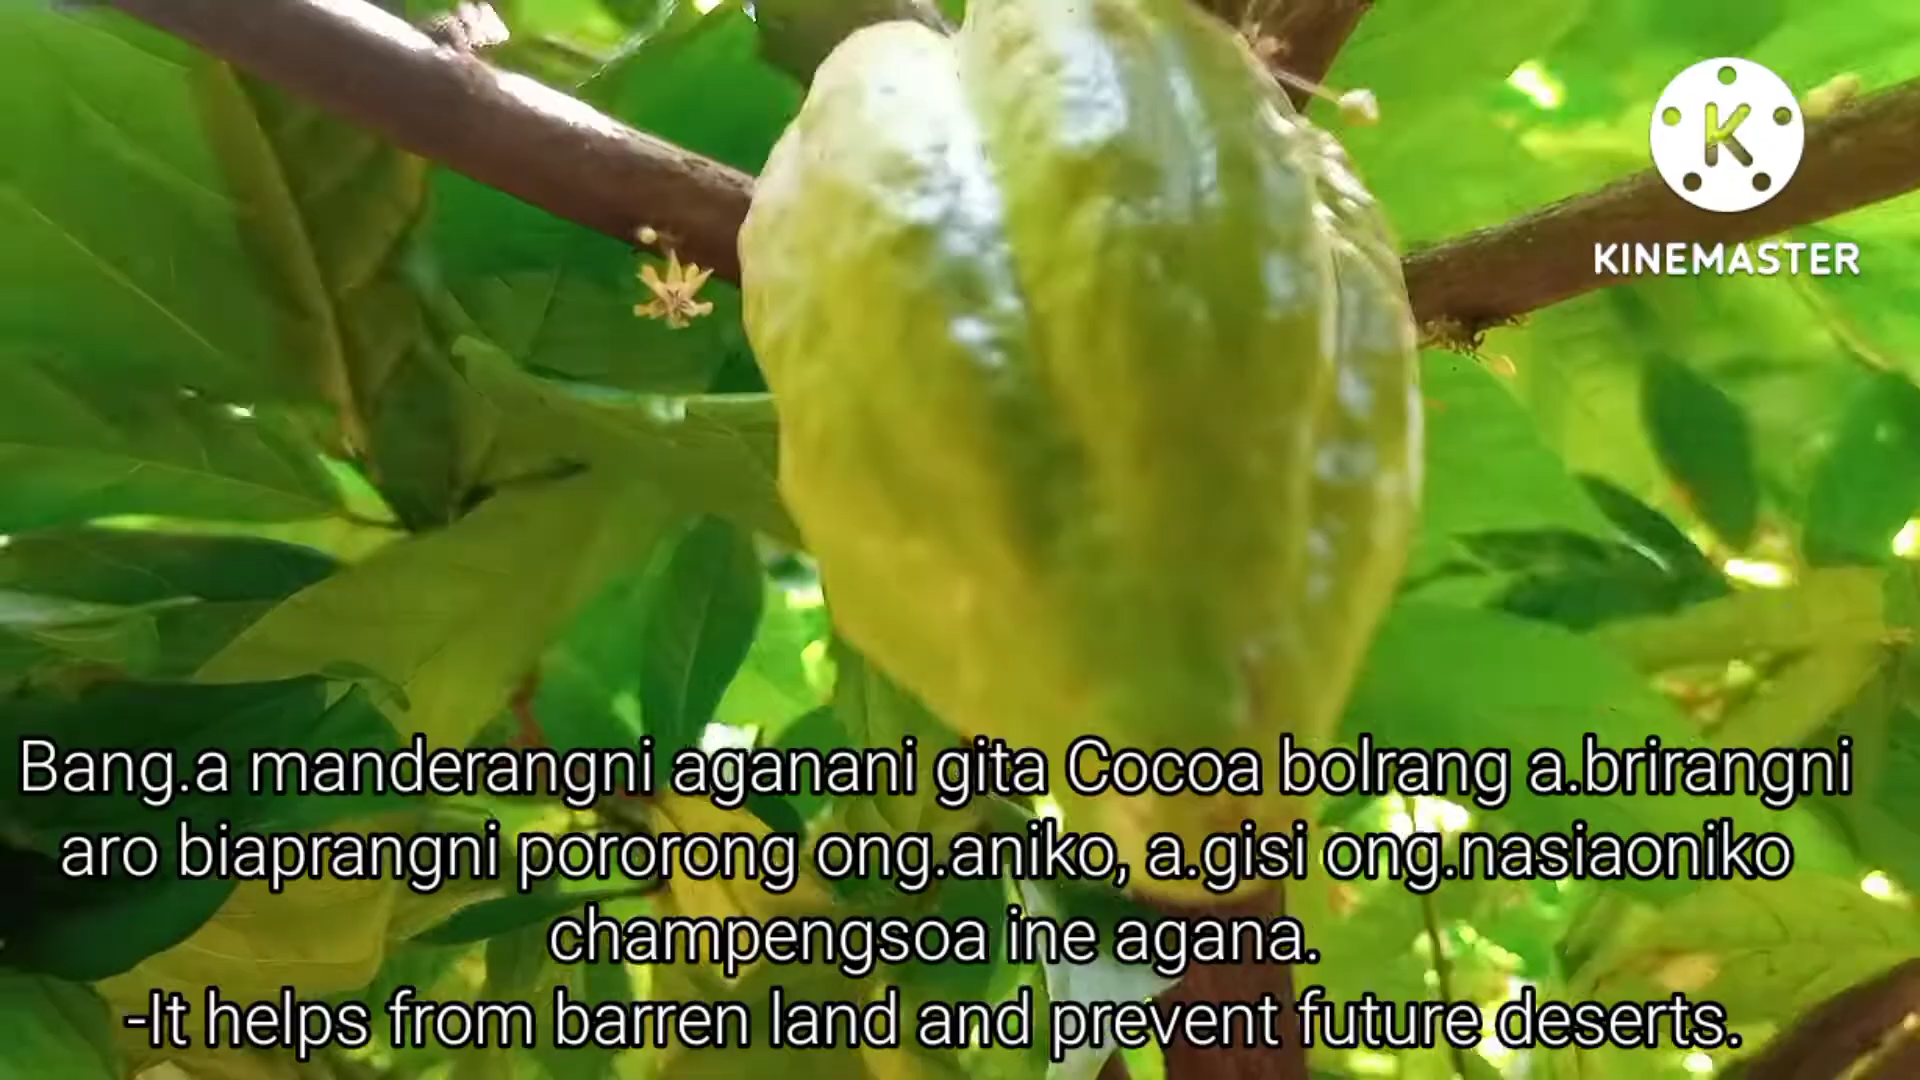 KINEMASTER
Bang.a manderangni aganani gita Cocoa bolrang a.brirangni
aro biaprangni pororong ong.aniko, a.gisi ong.nasiaoniko
champengsoa ine agana.
-It helps from barren land and prevent future deserts.